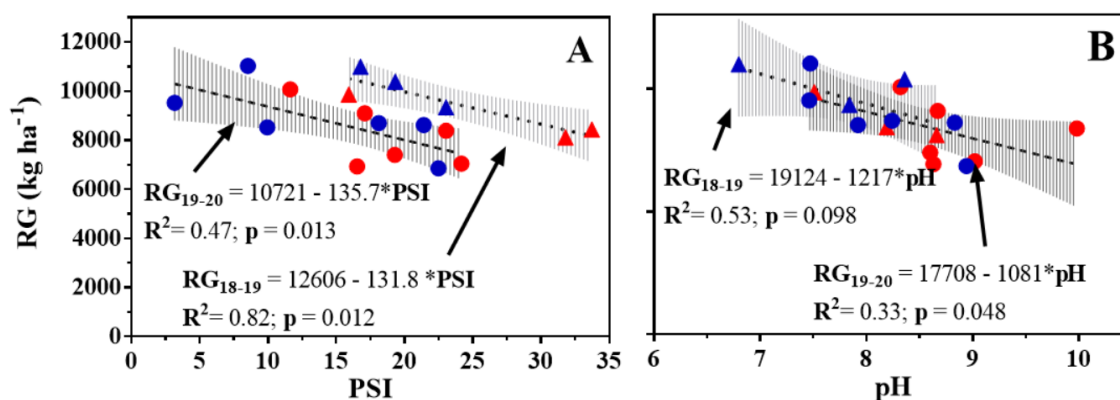 RG (kg ha⁻¹)
12000
10000
8000
6000
4000
2000
0
A
RG₁₉₋₂₀ = 10721 - 135.7*PSI
R²= 0.47; p = 0.013
RG₁₈₋₁₉ = 12606 - 131.8 *PSI
R²= 0.82; p = 0.012
0 5 10 15 20 25 30 35
PSI
B
RG₁₈₋₁₉ = 19124 - 1217*pH
R²= 0.53; p = 0.098
RG₁₉₋₂₀ = 17708 - 1081*pH
R²= 0.33; p = 0.048
6 7 8 9 10
pH